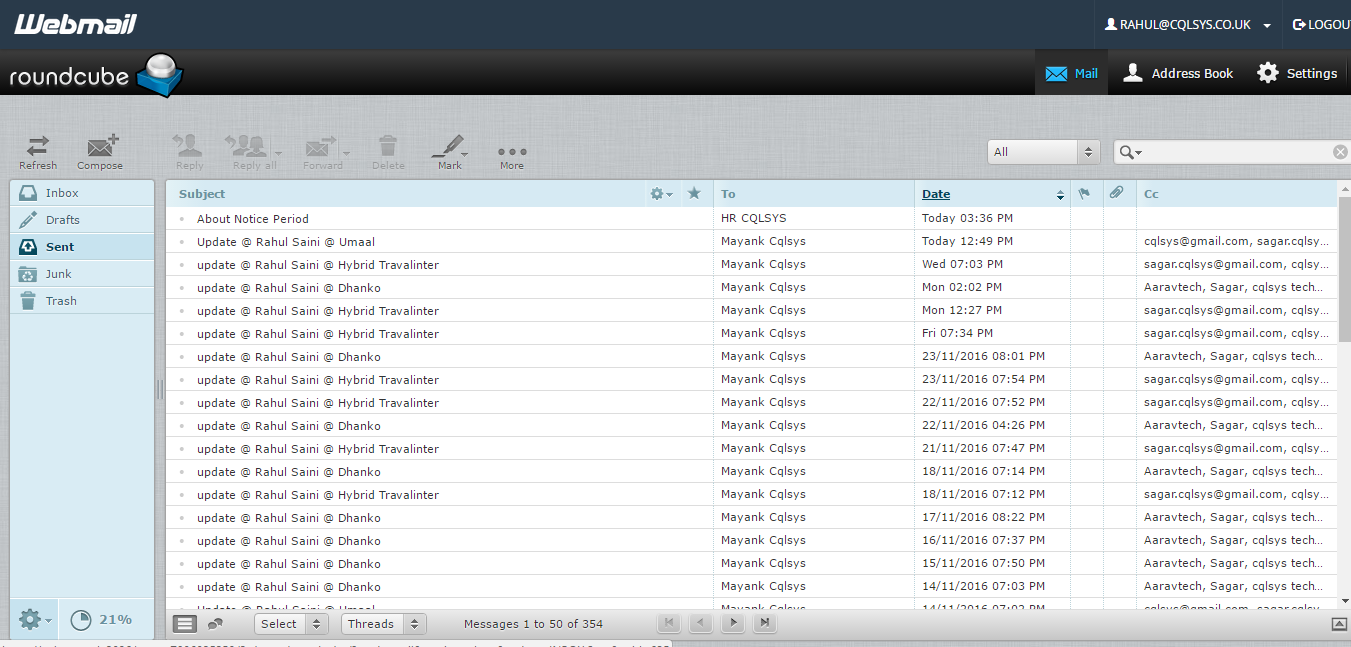 Webmail RAHUL@CQLSYS.CO.UK LOGOU
roundcube Mail Address Book Settings
Refresh Compose Reply Reply all Forward Delete Mark More All
Inbox
Drafts
Sent
Junk
Trash
Subject To Date Cc
About Notice Period HR CQLSYS Today 03:36 PM
Update @ Rahul Saini @ Umaal Mayank Cqlsys Today 12:49 PM cqlsys@gmail.com, sagar.cqlsy...
update @ Rahul Saini @ Hybrid Travalinter Mayank Cqlsys Wed 07:03 PM sagar.cqlsys@gmail.com, cqlsy...
update @ Rahul Saini @ Dhanko Mayank Cqlsys Mon 02:02 PM Aaravtech, Sagar, cqlsys tech...
update @ Rahul Saini @ Hybrid Travalinter Mayank Cqlsys Mon 12:27 PM sagar.cqlsys@gmail.com, cqlsy...
update @ Rahul Saini @ Hybrid Travalinter Mayank Cqlsys Fri 07:34 PM sagar.cqlsys@gmail.com, cqlsy...
update @ Rahul Saini @ Dhanko Mayank Cqlsys 23/11/2016 08:01 PM Aaravtech, Sagar, cqlsys tech...
update @ Rahul Saini @ Hybrid Travalinter Mayank Cqlsys 23/11/2016 07:54 PM sagar.cqlsys@gmail.com, cqlsy...
update @ Rahul Saini @ Hybrid Travalinter Mayank Cqlsys 22/11/2016 07:52 PM sagar.cqlsys@gmail.com, cqlsy...
update @ Rahul Saini @ Dhanko Mayank Cqlsys 22/11/2016 04:26 PM Aaravtech, Sagar, cqlsys tech...
update @ Rahul Saini @ Hybrid Travalinter Mayank Cqlsys 21/11/2016 07:47 PM sagar.cqlsys@gmail.com, cqlsy...
update @ Rahul Saini @ Dhanko Mayank Cqlsys 18/11/2016 07:14 PM Aaravtech, Sagar, cqlsys tech...
update @ Rahul Saini @ Hybrid Travalinter Mayank Cqlsys 18/11/2016 07:12 PM sagar.cqlsys@gmail.com, cqlsy...
update @ Rahul Saini @ Dhanko Mayank Cqlsys 17/11/2016 08:22 PM Aaravtech, Sagar, cqlsys tech...
update @ Rahul Saini @ Dhanko Mayank Cqlsys 16/11/2016 07:37 PM Aaravtech, Sagar, cqlsys tech...
update @ Rahul Saini @ Dhanko Mayank Cqlsys 15/11/2016 07:50 PM Aaravtech, Sagar, cqlsys tech...
update @ Rahul Saini @ Dhanko Mayank Cqlsys 14/11/2016 07:03 PM Aaravtech, Sagar, cqlsys tech...
Update @ Rahul Saini @ Umaal Mayank Cqlsys
21% Select Threads Messages 1 to 50 of 354